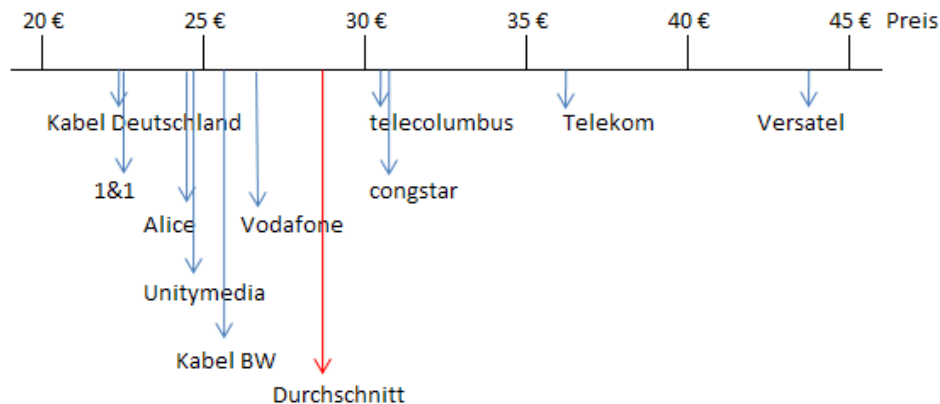 20 € 25 € 30 € 35 € 40 € 45 € Preis
Kabel Deutschland telecolumbus Telekom Versatel
1&1 congstar
Alice Vodafone
Unitymedia
Kabel BW
Durchschnitt